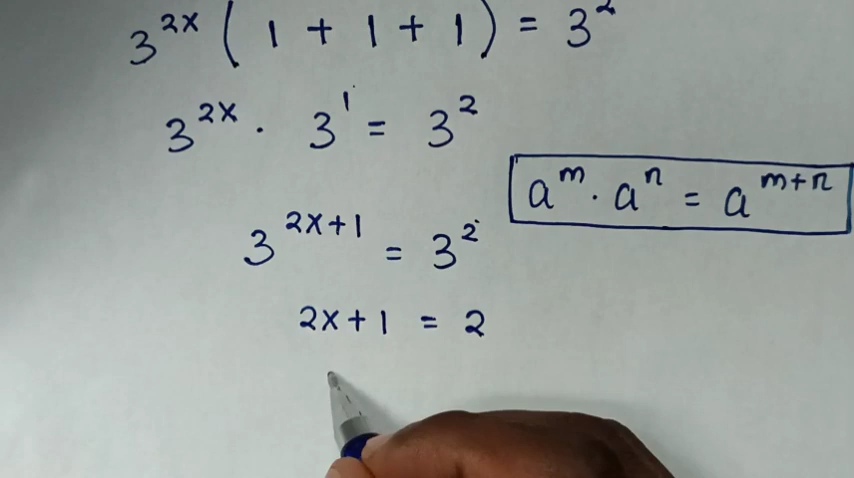 3^{2x} ( 1 + 1 + 1 ) = 3^2
3^{2x} · 3^1 = 3^2
a^m · a^n = a^{m+n}
3^{2x+1} = 3^2
2x + 1 = 2